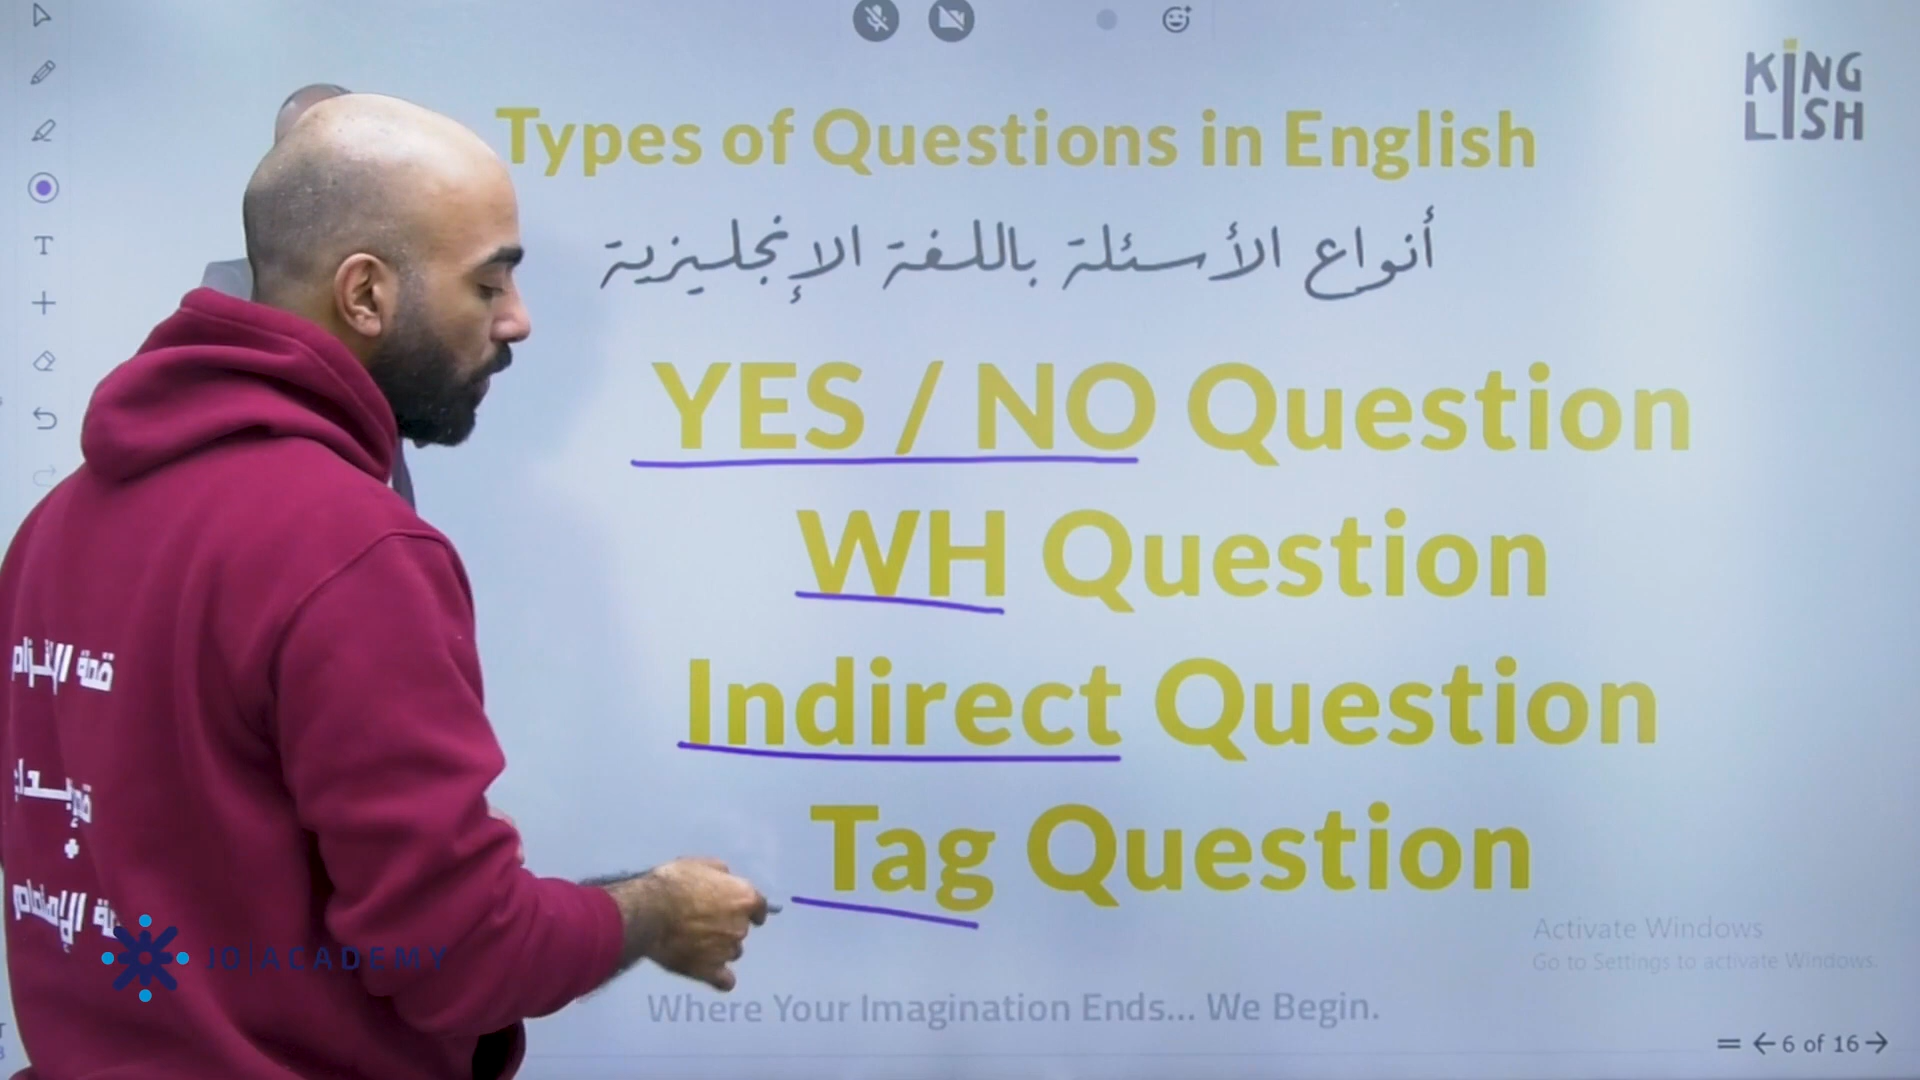 KING
LISH
Types of Questions in English
أنواع الأسئلة باللغة الإنجليزية
YES / NO Question
WH Question
Indirect Question
Tag Question
قمة
JO ACADEMY
Activate Windows
Go to Settings to activate Windows.
Where Your Imagination Ends... We Begin.
6 of 16